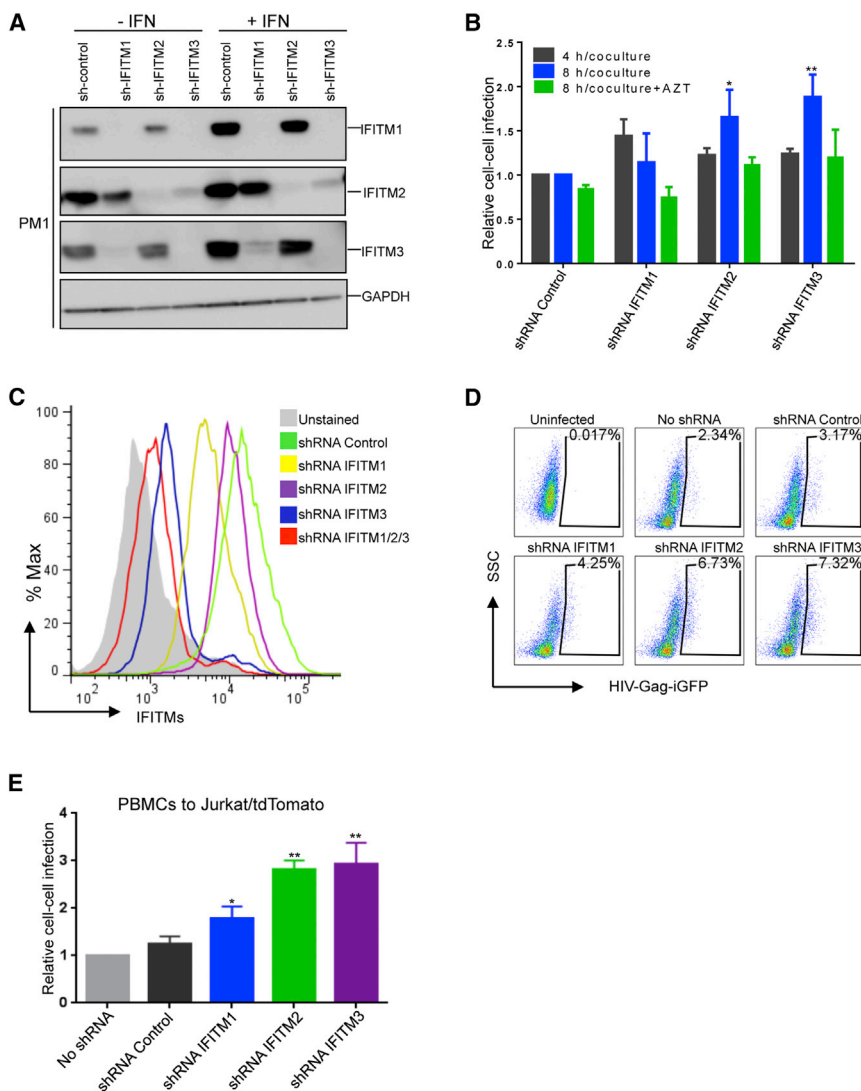 A
- IFN
+ IFN
sh-control
sh-IFITM1
sh-IFITM2
sh-IFITM3
sh-control
sh-IFITM1
sh-IFITM2
sh-IFITM3
IFITM1
IFITM2
IFITM3
GAPDH
PM1
B
2.5
2.0
1.5
1.0
0.5
0.0
Relative cell-cell infection
4 h/coculture
8 h/coculture
8 h/coculture+AZT
*
**
shRNA Control
shRNA IFITM1
shRNA IFITM2
shRNA IFITM3
C
100
80
60
40
20
0
% Max
10^2
10^3
10^4
10^5
IFITMs
Unstained
shRNA Control
shRNA IFITM1
shRNA IFITM2
shRNA IFITM3
shRNA IFITM1/2/3
D
Uninfected
No shRNA
shRNA Control
0.017%
2.34%
3.17%
shRNA IFITM1
shRNA IFITM2
shRNA IFITM3
4.25%
6.73%
7.32%
SSC
HIV-Gag-iGFP
E
PBMCs to Jurkat/tdTomato
4
3
2
1
0
Relative cell-cell infection
*
**
**
No shRNA
shRNA Control
shRNA IFITM1
shRNA IFITM2
shRNA IFITM3